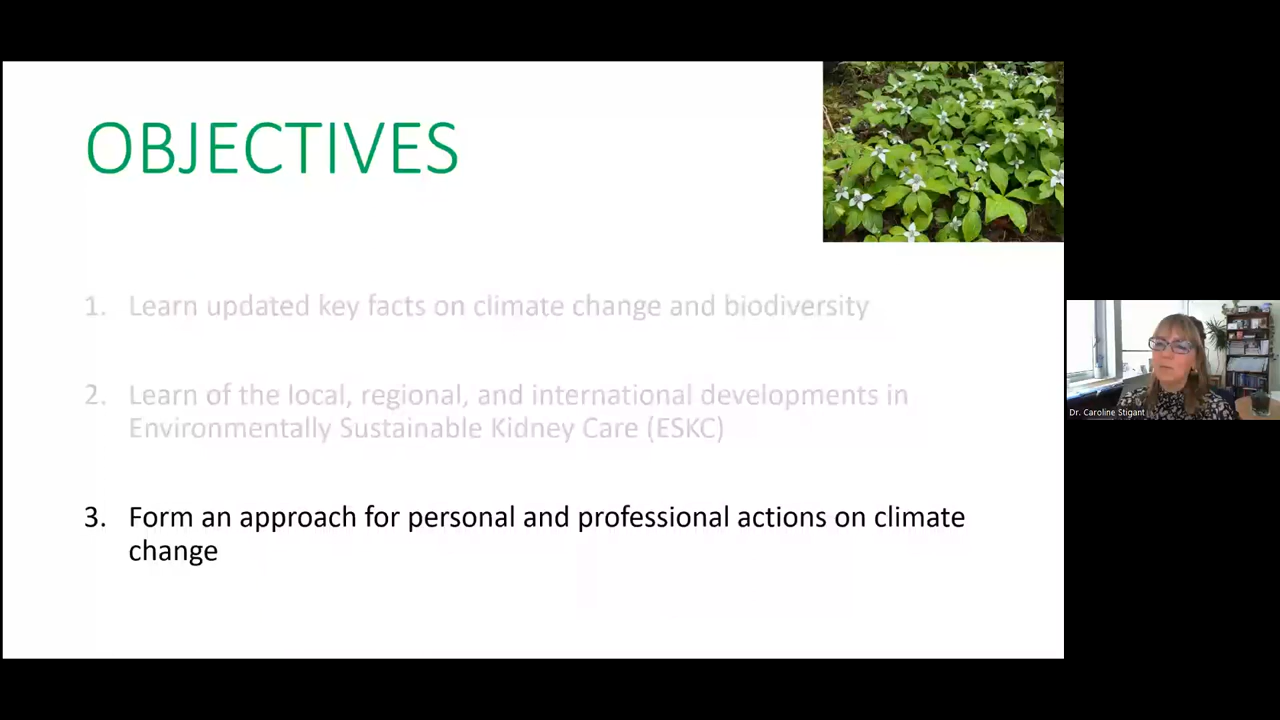 OBJECTIVES
1. Learn updated key facts on climate change and biodiversity
2. Learn of the local, regional, and international developments in
Environmentally Sustainable Kidney Care (ESKC)
3. Form an approach for personal and professional actions on climate
change
Dr. Caroline Stigant